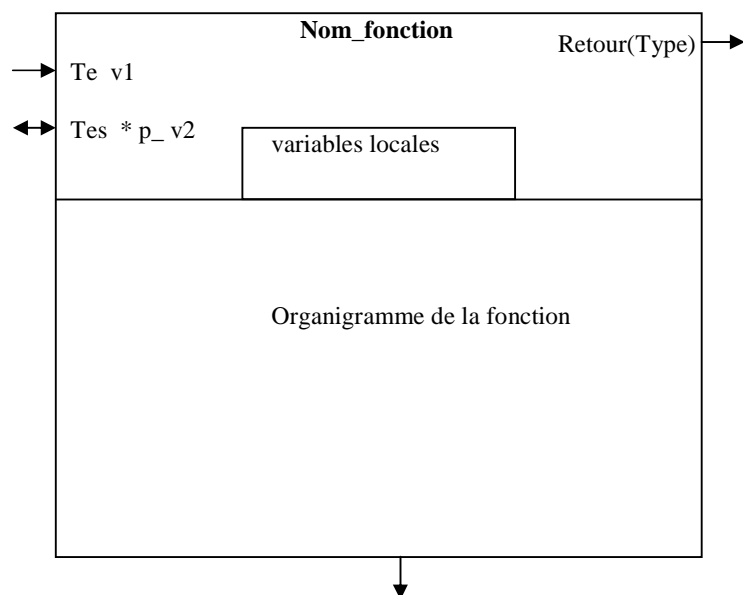 Nom_fonction
Retour(Type)
Te v1
Tes * p_ v2
variables locales
Organigramme de la fonction